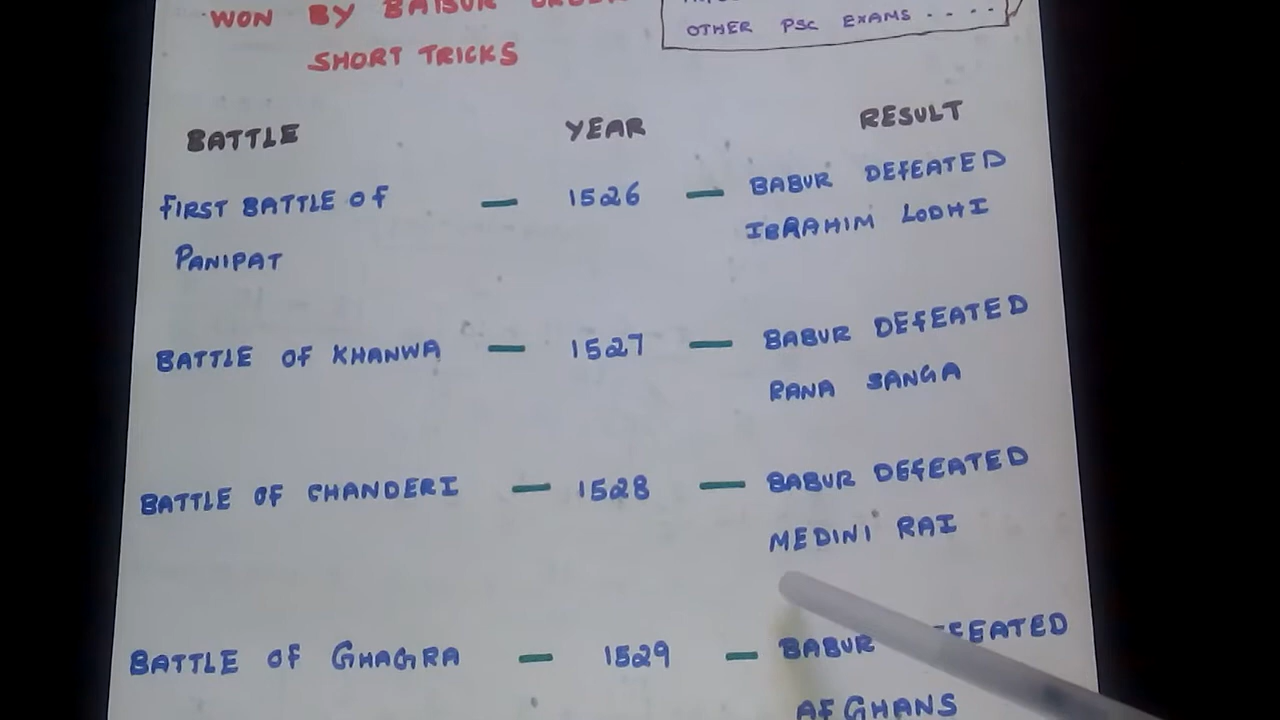 WON BY BABUR
SHORT TRICKS
OTHER PSC EXAMS ....
BATTLE YEAR RESULT
FIRST BATTLE OF — 1526 — BABUR DEFEATED
PANIPAT IBRAHIM LODHI
BATTLE OF KHANWA — 1527 — BABUR DEFEATED
RANA SANGA
BATTLE OF CHANDERI — 1528 — BABUR DEFEATED
MEDINI RAI
BATTLE OF GHAGRA — 1529 — BABUR DEFEATED
AFGHANS